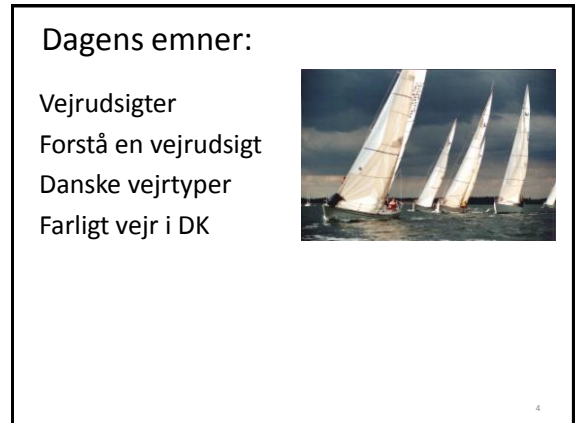 Dagens emner:
Vejrudsigter
Forstå en vejrudsigt
Danske vejrtyper
Farligt vejr i DK
4